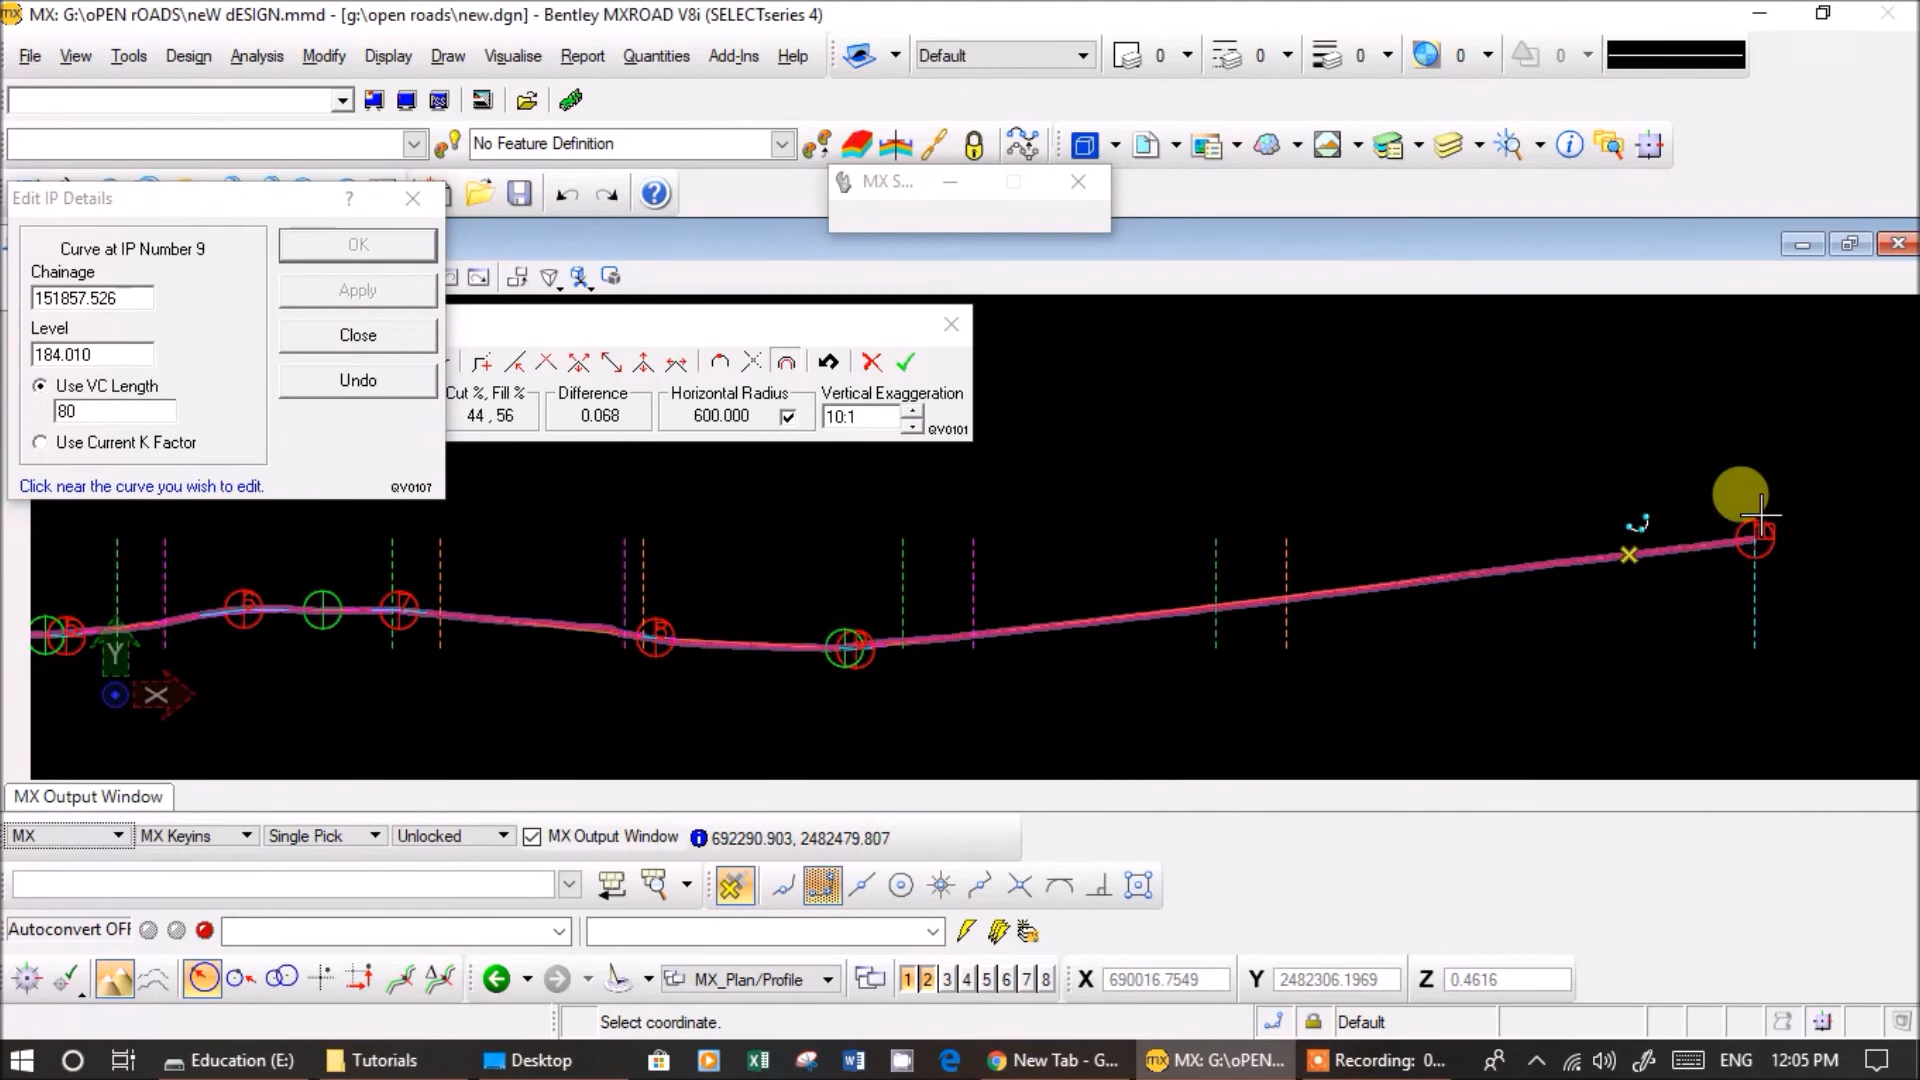 MX: G:\oPEN rOADS\neW dESIGN.mmd - [g:\open roads\new.dgn] - Bentley MXROAD V8i (SELECTseries 4)
File View Tools Design Analysis Modify Display Draw Visualise Report Quantities Add-Ins Help
Default 0 0 0 0 0
No Feature Definition
Edit IP Details ?
MX S...
Curve at IP Number 9
OK
Chainage
151857.526
Apply
Level
184.010
Close
Use VC Length
80
Undo
Use Current K Factor
Click near the curve you wish to edit.
QV0107
Cut %, Fill % Difference Horizontal Radius Vertical Exaggeration
44 , 56 0.068 600.000 10:1
QV0101
Y
X
MX Output Window
MX MX Keyins Single Pick Unlocked MX Output Window 692290.903, 2482479.807
Autoconvert OFF
MX_Plan/Profile 1 2 3 4 5 6 7 8 X 690016.7549 Y 2482306.1969 Z 0.4616
Select coordinate. Default
Education (E:) Tutorials Desktop New Tab - G... MX: G:\oPEN... Recording: 0... ENG 12:05 PM